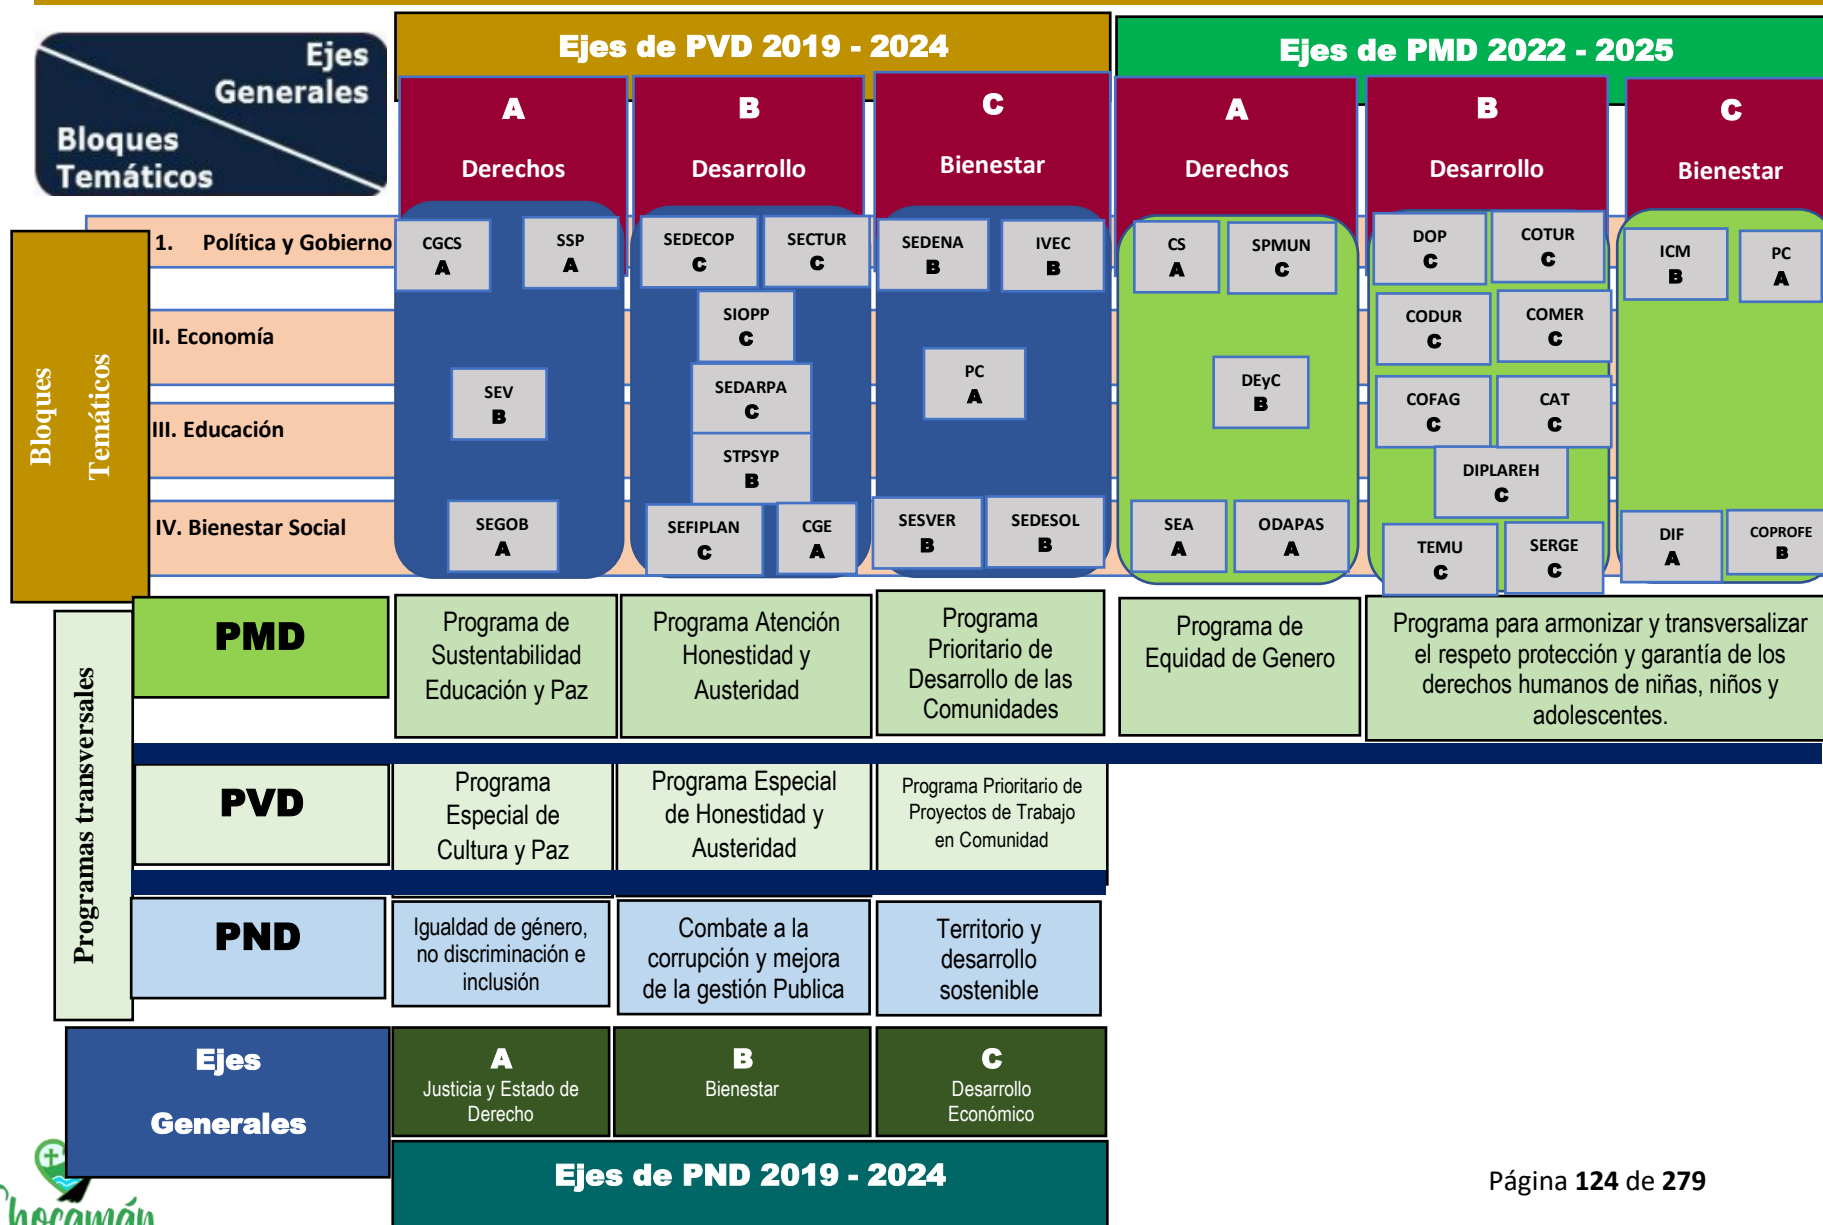 Ejes
Generales
Bloques
Temáticos
Ejes de PVD 2019 - 2024
Ejes de PMD 2022 - 2025
A
Derechos
B
Desarrollo
C
Bienestar
A
Derechos
B
Desarrollo
C
Bienestar
Bloques
Temáticos
1. Política y Gobierno
CGCS
A
SSP
A
SEDECOP
C
SECTUR
C
SEDENA
B
IVEC
B
CS
A
SPMUN
C
DOP
C
COTUR
C
ICM
B
PC
A
II. Economía
SIOPP
C
CODUR
C
COMER
C
SEV
B
SEDARPA
C
PC
A
DEyC
B
COFAG
C
CAT
C
III. Educación
STPSYP
B
DIPLAREH
C
IV. Bienestar Social
SEGOB
A
SEFIPLAN
C
CGE
A
SESVER
B
SEDESOL
B
SEA
A
ODAPAS
A
TEMU
C
SERGE
C
DIF
A
COPROFE
B
Programas transversales
PMD
Programa de
Sustentabilidad
Educación y Paz
Programa Atención
Honestidad y
Austeridad
Programa
Prioritario de
Desarrollo de las
Comunidades
Programa de
Equidad de Genero
Programa para armonizar y transversalizar
el respeto protección y garantía de los
derechos humanos de niñas, niños y
adolescentes.
PVD
Programa
Especial de
Cultura y Paz
Programa Especial
de Honestidad y
Austeridad
Programa Prioritario de
Proyectos de Trabajo
en Comunidad
PND
Igualdad de género,
no discriminación e
inclusión
Combate a la
corrupción y mejora
de la gestión Publica
Territorio y
desarrollo
sostenible
Ejes
Generales
A
Justicia y Estado de
Derecho
B
Bienestar
C
Desarrollo
Económico
Ejes de PND 2019 - 2024
Chocamán
Página 124 de 279